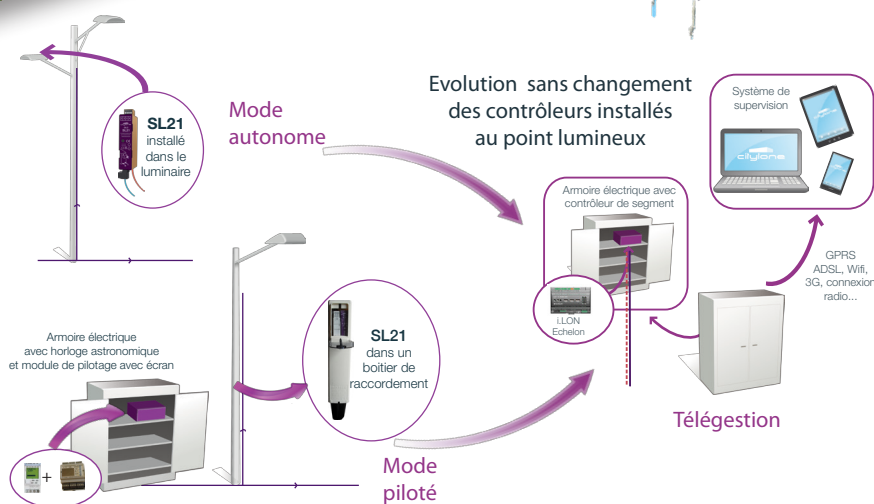 SL21
installé
dans le
luminaire
Mode
autonome
Evolution sans changement
des contrôleurs installés
au point lumineux
Système de
supervision
citylone
Armoire électrique avec
contrôleur de segment
i.LON
Echelon
GPRS
ADSL, Wifi,
3G, connexion
radio...
Télégestion
Armoire électrique
avec horloge astronomique
et module de pilotage avec écran
+
SL21
dans un
boitier de
raccordement
Mode
piloté